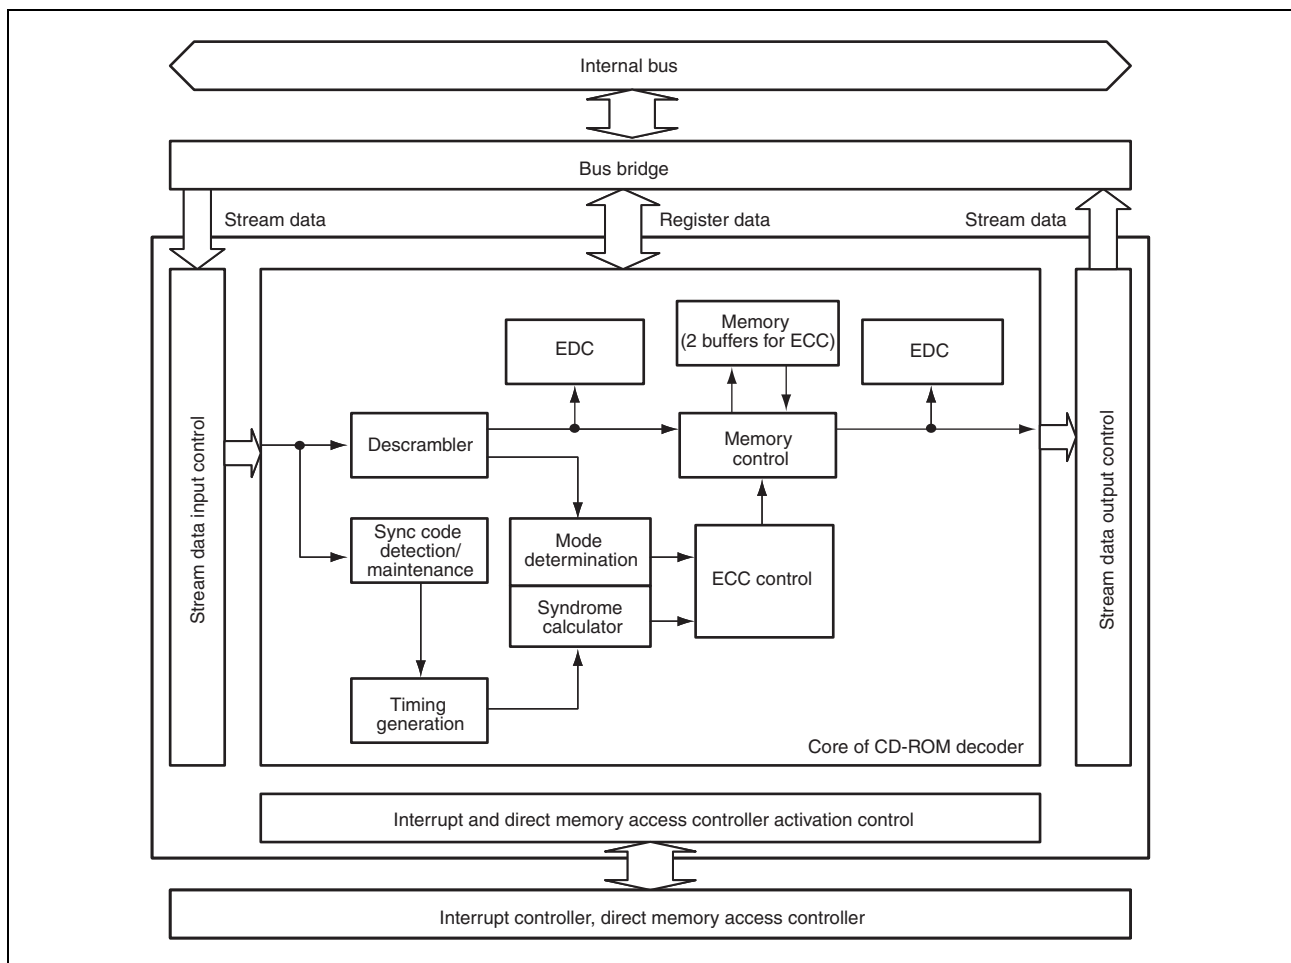 Internal bus
Bus bridge
Stream data
Register data
Stream data
Stream data input control
EDC
Memory
(2 buffers for ECC)
EDC
Descrambler
Memory
control
Sync code
detection/
maintenance
Mode
determination
ECC control
Syndrome
calculator
Timing
generation
Core of CD-ROM decoder
Stream data output control
Interrupt and direct memory access controller activation control
Interrupt controller, direct memory access controller